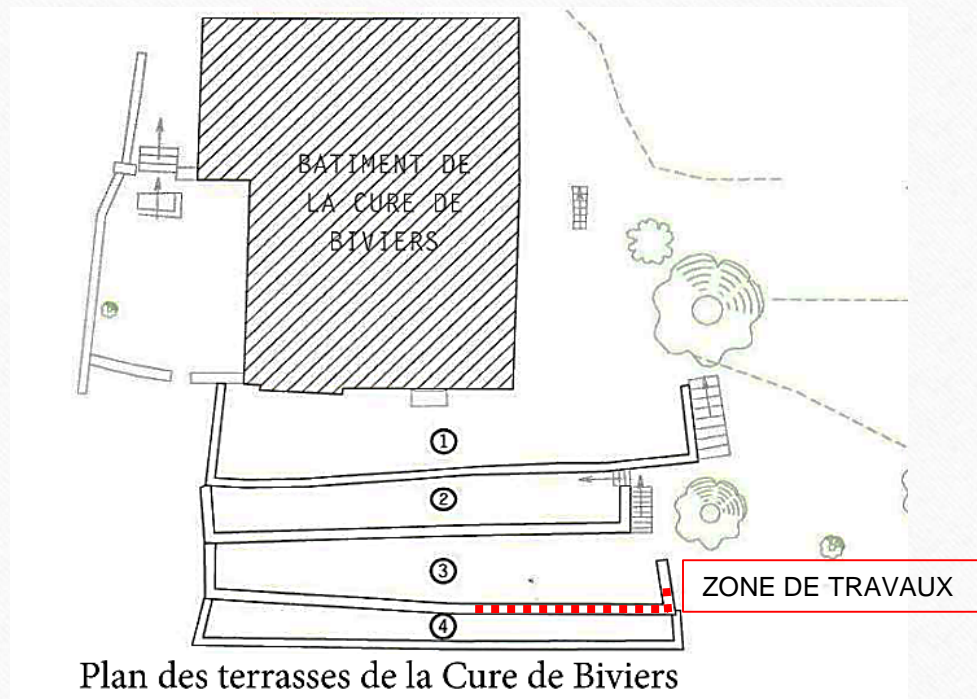 BATIMENT DE
LA CURE DE
BIVIERS
①
②
③
ZONE DE TRAVAUX
④
Plan des terrasses de la Cure de Biviers